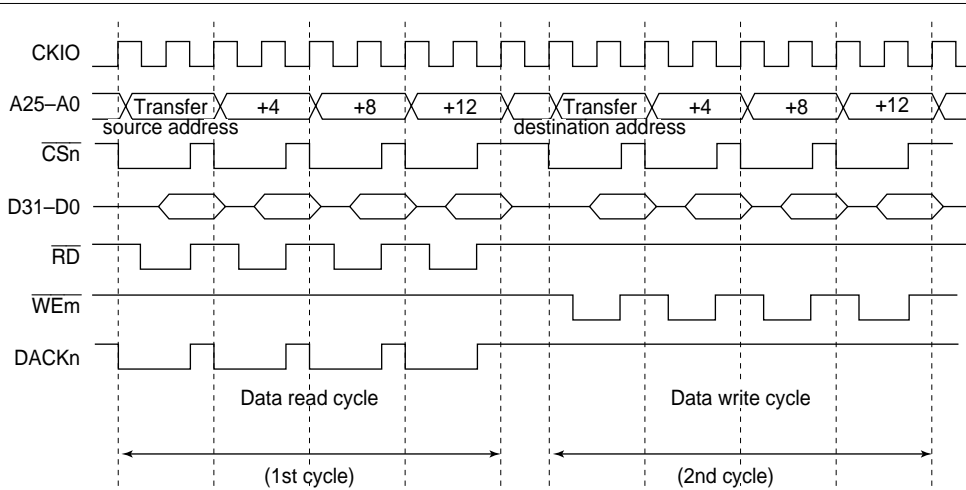 CKIO
A25–A0
Transfer +4 +8 +12 Transfer +4 +8 +12
source address destination address
CSn
D31–D0
RD
WEm
DACKn
Data read cycle Data write cycle
(1st cycle) (2nd cycle)